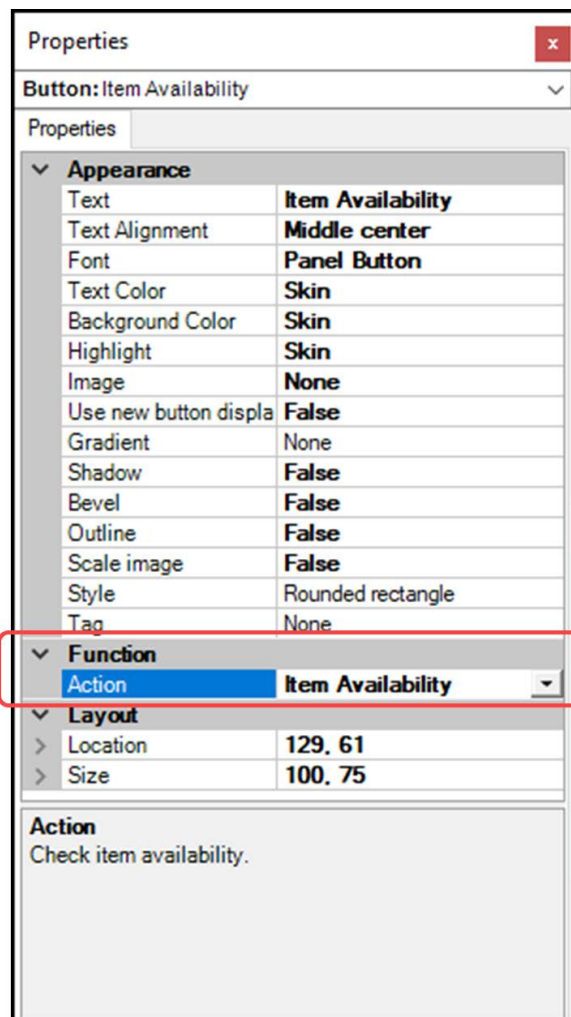 Properties
x
Button: Item Availability
Properties
Appearance
Text Item Availability
Text Alignment Middle center
Font Panel Button
Text Color Skin
Background Color Skin
Highlight Skin
Image None
Use new button displa False
Gradient None
Shadow False
Bevel False
Outline False
Scale image False
Style Rounded rectangle
Tag None
Function
Action Item Availability
Layout
Location 129, 61
Size 100, 75
Action
Check item availability.